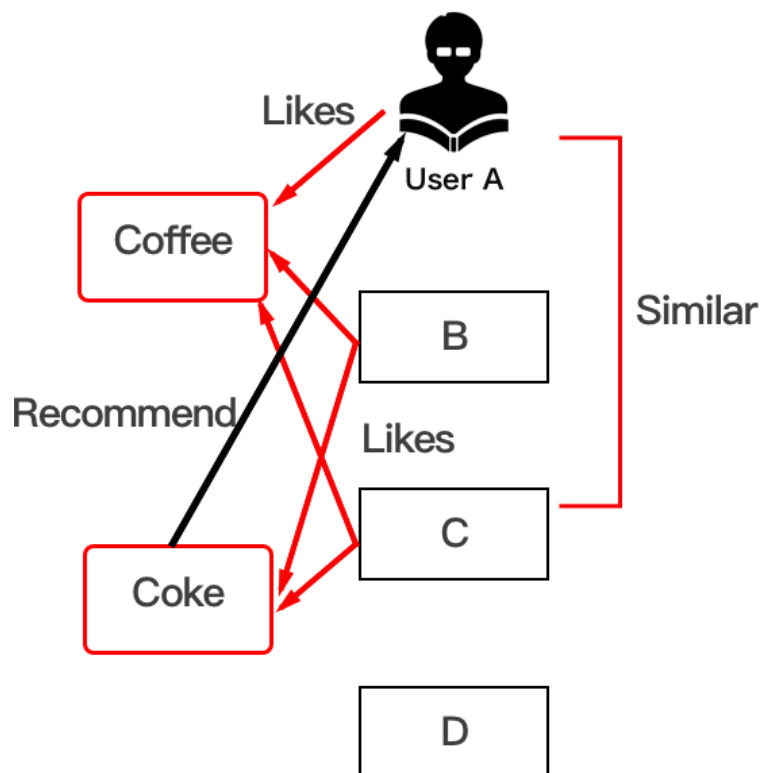 Likes
User A
Coffee
B
Similar
Recommend
Likes
C
Coke
D